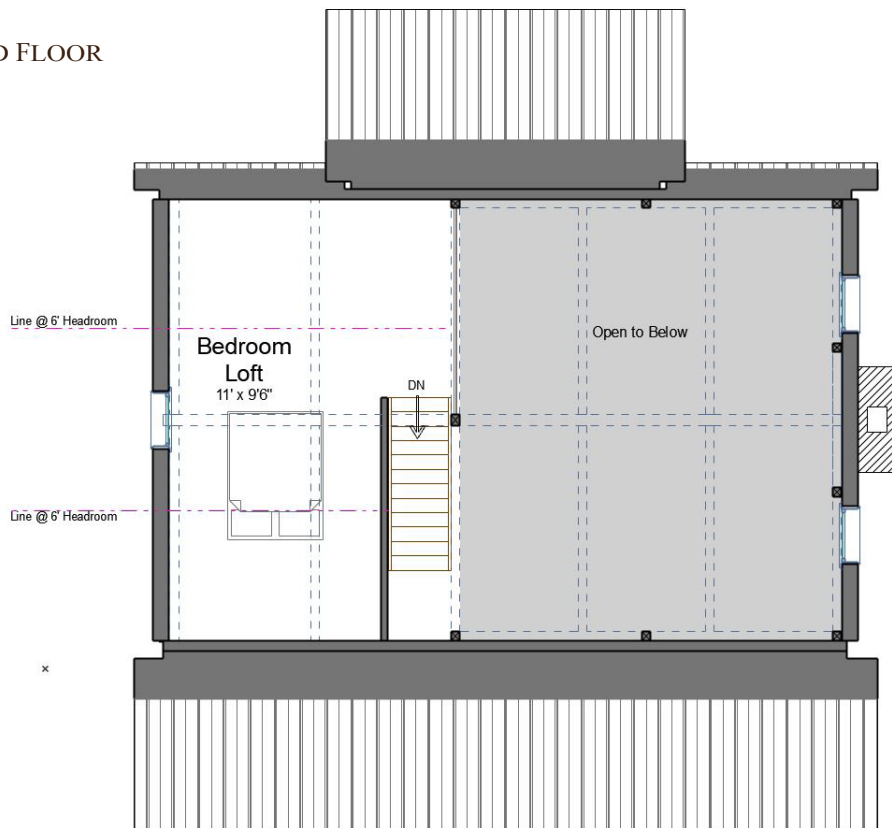 D FLOOR
Line @ 6' Headroom
Bedroom
Loft
11' x 9'6"
Open to Below
DN
Line @ 6' Headroom